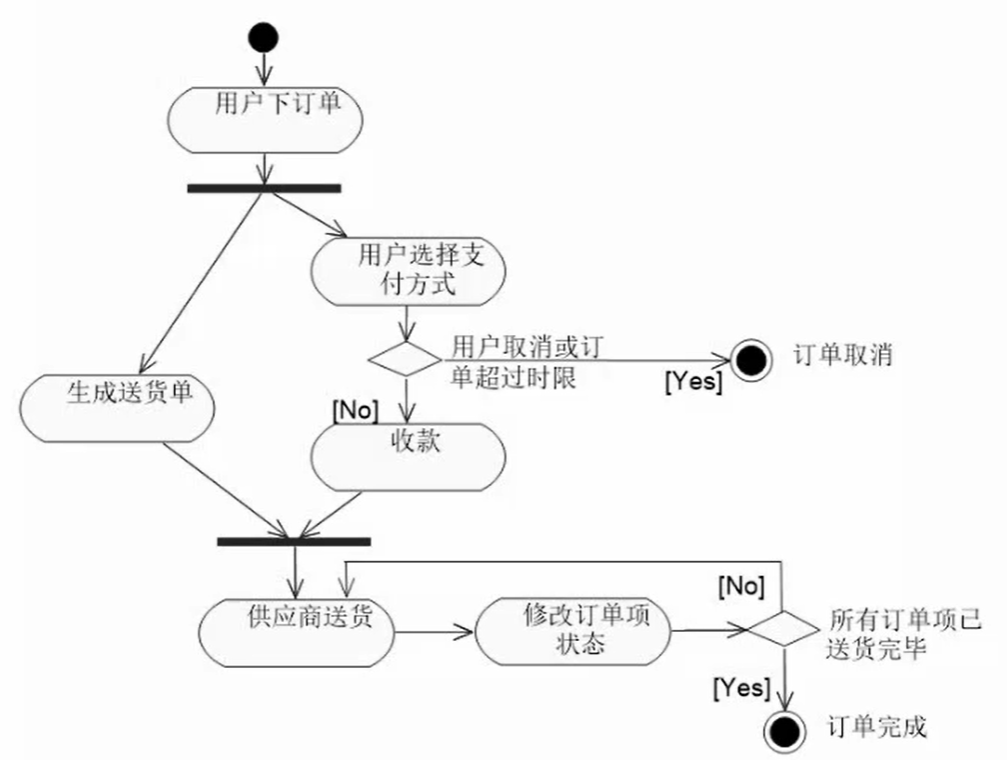 用户下订单
用户选择支
付方式
用户取消或订
单超过时限
[Yes]
订单取消
生成送货单
[No]
收款
供应商送货
修改订单项
状态
[No]
所有订单项已
送货完毕
[Yes]
订单完成